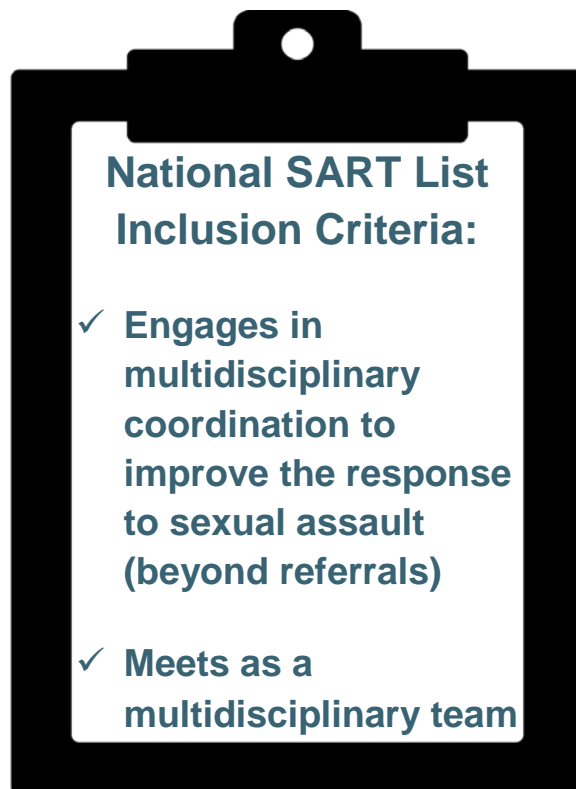 National SART List
Inclusion Criteria:
✓ Engages in
multidisciplinary
coordination to
improve the response
to sexual assault
(beyond referrals)
✓ Meets as a
multidisciplinary team